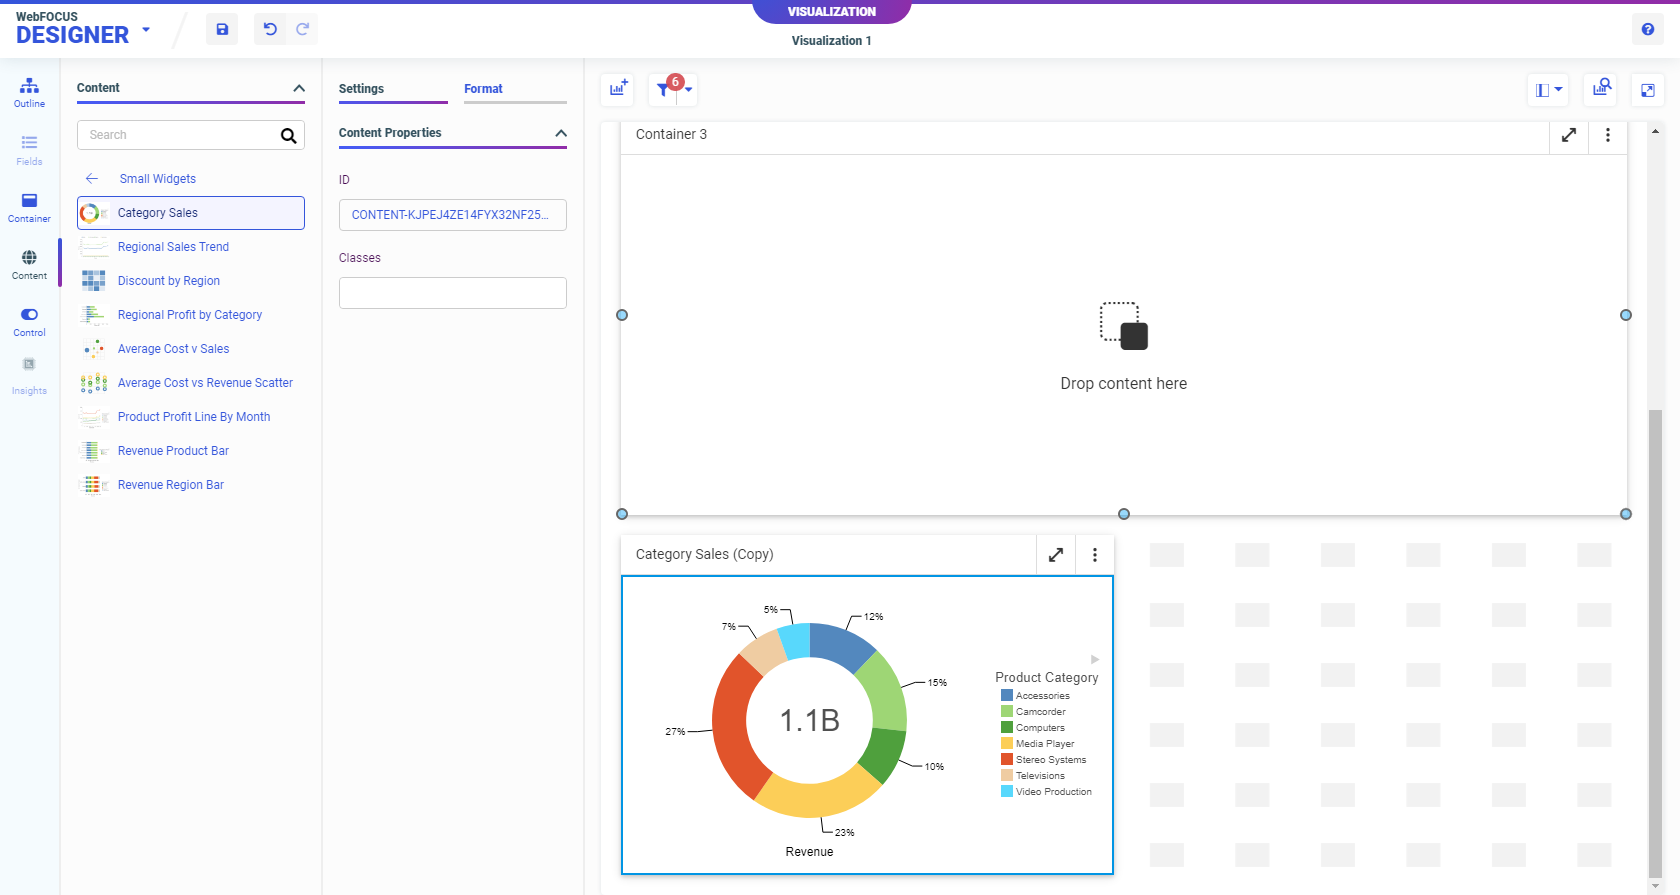 WebFOCUS
DESIGNER
VISUALIZATION
Visualization 1
Outline
Fields
Container
Content
Control
Insights
Content
Search
Small Widgets
Category Sales
Regional Sales Trend
Discount by Region
Regional Profit by Category
Average Cost v Sales
Average Cost vs Revenue Scatter
Product Profit Line By Month
Revenue Product Bar
Revenue Region Bar
Settings
Format
Content Properties
ID
CONTENT-KJPEJ4ZE14FYX32NF25...
Classes
6
Container 3
Drop content here
Category Sales (Copy)
5%
12%
7%
15%
27%
1.1B
10%
23%
Revenue
Product Category
Accessories
Camcorder
Computers
Media Player
Stereo Systems
Televisions
Video Production